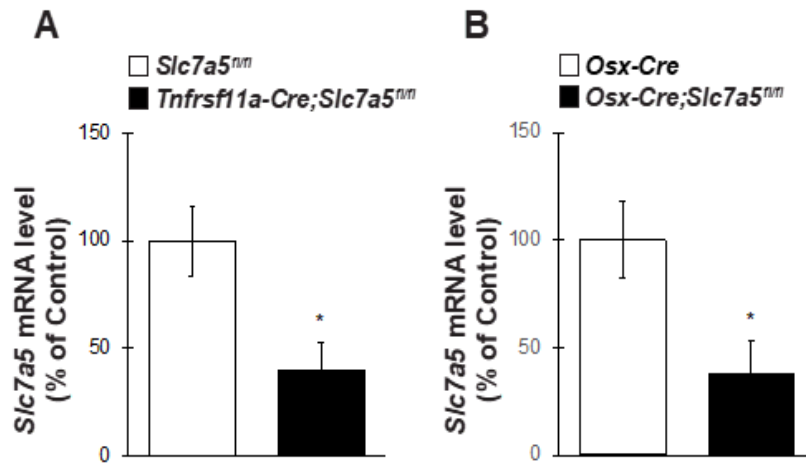 A
Slc7a5fl/fl
Tnfrsf11a-Cre;Slc7a5fl/fl
150
100
50
0
Slc7a5 mRNA level
(% of Control)
*
B
Osx-Cre
Osx-Cre;Slc7a5fl/fl
150
100
50
0
Slc7a5 mRNA level
(% of Control)
*